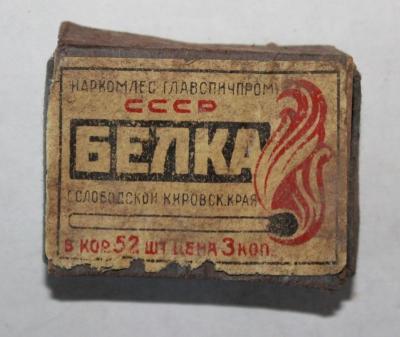 НАРКОМЛЕС ГЛАВСПИЧПРОМ
СССР
БЕЛКА
Г.СЛОБОДСКОЙ КИРОВСК.КРАЯ
В КОР. 52 ШТ ЦЕНА 3 КОП.